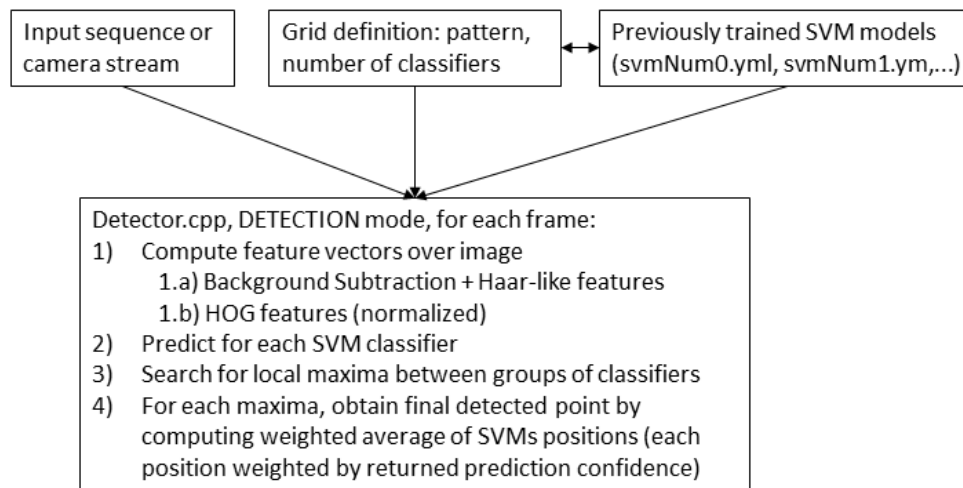 Input sequence or
camera stream
Grid definition: pattern,
number of classifiers
Previously trained SVM models
(svmNum0.yml, svmNum1.ym,...)
Detector.cpp, DETECTION mode, for each frame:
1) Compute feature vectors over image
1.a) Background Subtraction + Haar-like features
1.b) HOG features (normalized)
2) Predict for each SVM classifier
3) Search for local maxima between groups of classifiers
4) For each maxima, obtain final detected point by
computing weighted average of SVMs positions (each
position weighted by returned prediction confidence)